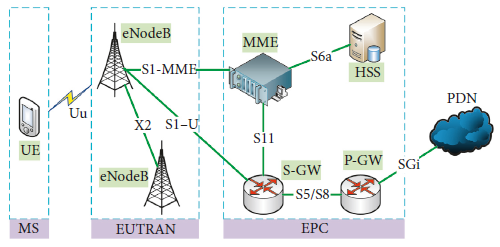 eNodeB
MME
S6a
HSS
S1-MME
PDN
Uu
X2
S1-U
UE
S11
eNodeB
S-GW
P-GW
SGi
S5/S8
MS
EUTRAN
EPC